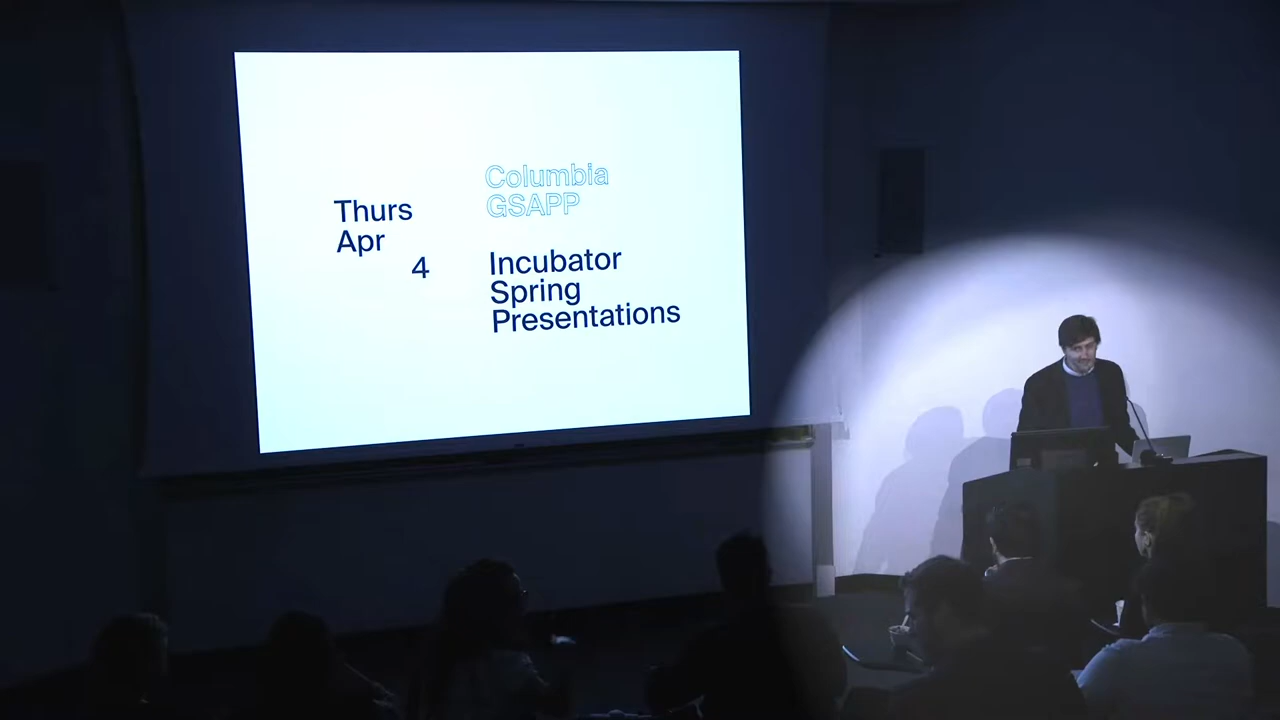 Thurs
Apr
4
Columbia
GSAPP
Incubator
Spring
Presentations